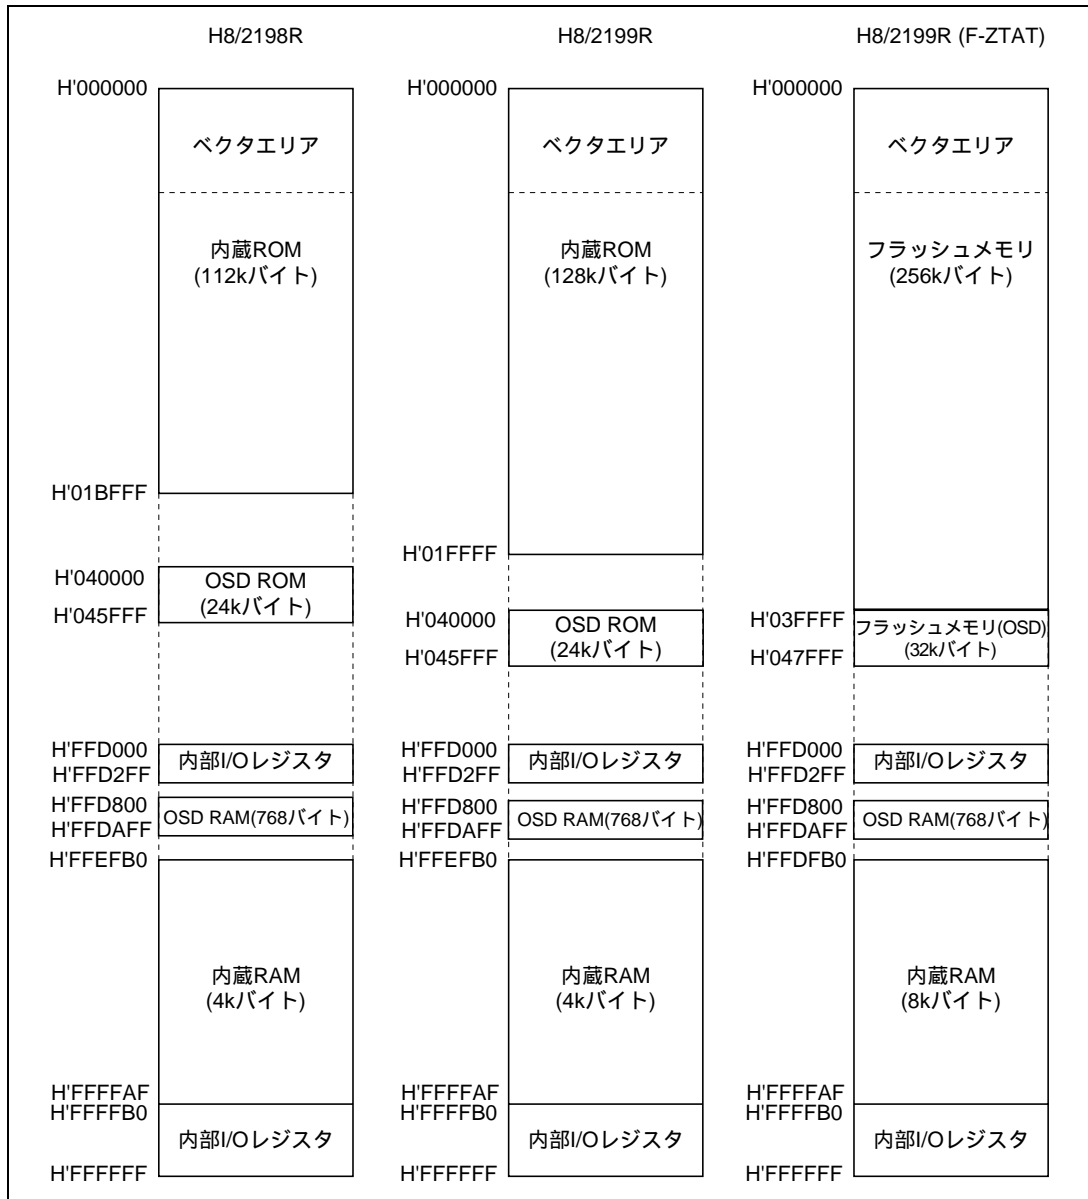 H8/2198R
H'000000
ベクタエリア
内蔵ROM
(112kバイト)
H'01BFFF
H'040000
OSD ROM
(24kバイト)
H'045FFF
H'FFD000
内部I/Oレジスタ
H'FFD2FF
H'FFD800
OSD RAM(768バイト)
H'FFDAFF
H'FFEFB0
内蔵RAM
(4kバイト)
H'FFFFAF
H'FFFFB0
内部I/Oレジスタ
H'FFFFFF
H8/2199R
H'000000
ベクタエリア
内蔵ROM
(128kバイト)
H'01FFFF
H'040000
OSD ROM
(24kバイト)
H'045FFF
H'FFD000
内部I/Oレジスタ
H'FFD2FF
H'FFD800
OSD RAM(768バイト)
H'FFDAFF
H'FFEFB0
内蔵RAM
(4kバイト)
H'FFFFAF
H'FFFFB0
内部I/Oレジスタ
H'FFFFFF
H8/2199R (F-ZTAT)
H'000000
ベクタエリア
フラッシュメモリ
(256kバイト)
H'03FFFF
フラッシュメモリ(OSD)
(32kバイト)
H'047FFF
H'FFD000
内部I/Oレジスタ
H'FFD2FF
H'FFD800
OSD RAM(768バイト)
H'FFDAFF
H'FFDFB0
内蔵RAM
(8kバイト)
H'FFFFAF
H'FFFFB0
内部I/Oレジスタ
H'FFFFFF